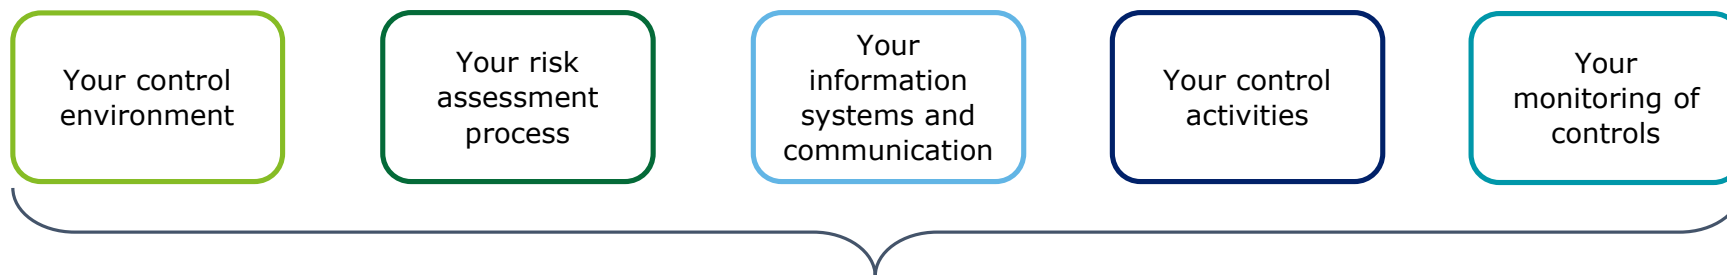 Your control
environment
Your risk
assessment
process
Your
information
systems and
communication
Your control
activities
Your
monitoring of
controls